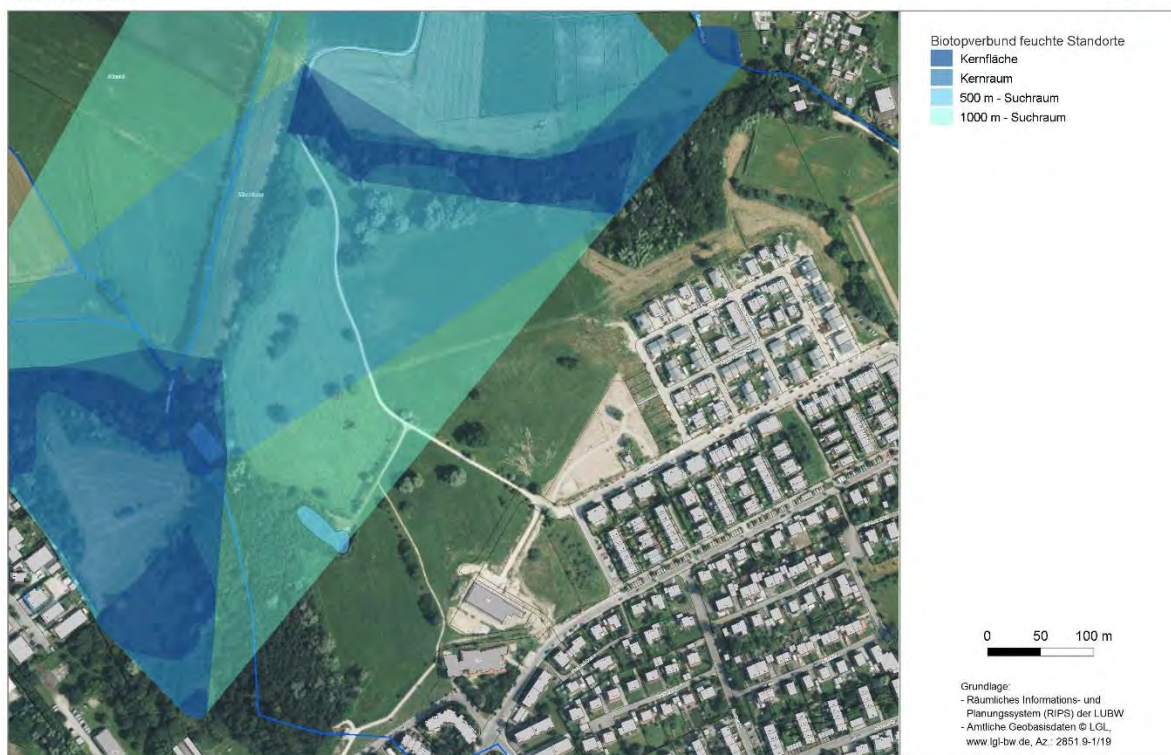 Biotopverbund feuchte Standorte
Kernfläche
Kernraum
500 m - Suchraum
1000 m - Suchraum
0 50 100 m
Grundlage:
- Räumliches Informations- und
Planungssystem (RIPS) der LUBW
- Amtliche Geobasisdaten © LGL,
www.lgl-bw.de, Az.: 2851.9-1/19